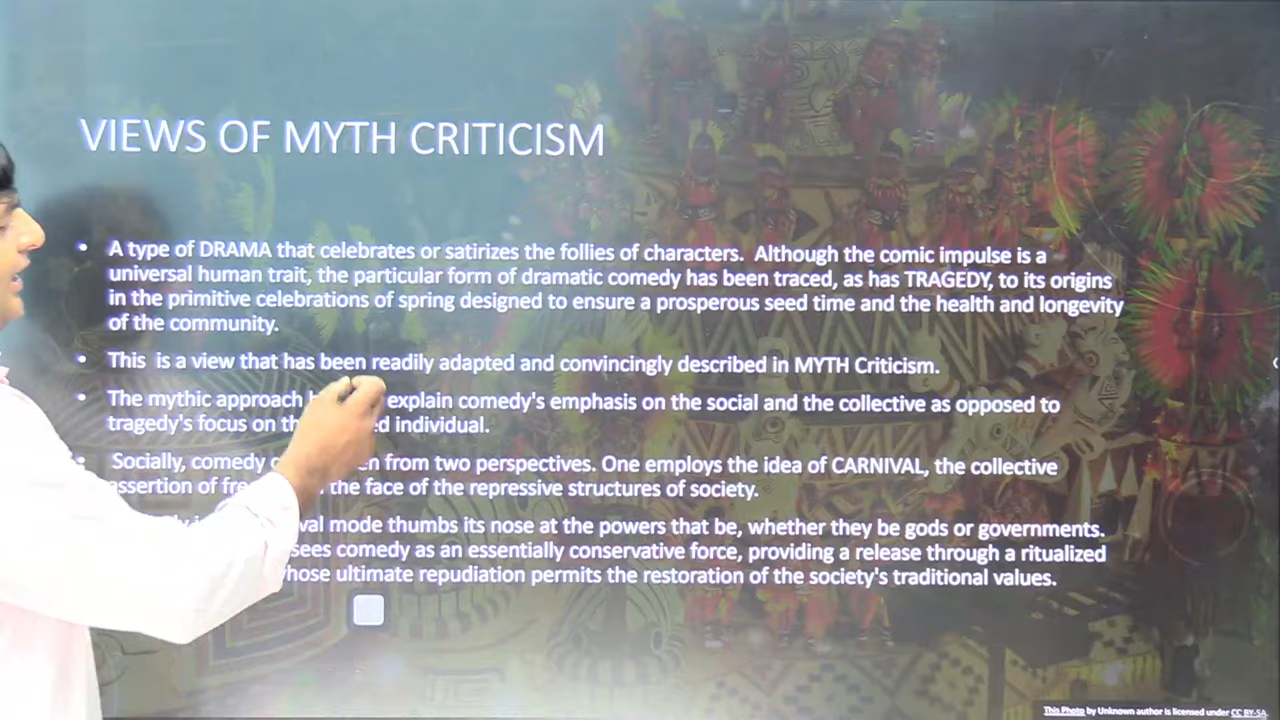 VIEWS OF MYTH CRITICISM
• A type of DRAMA that celebrates or satirizes the follies of characters. Although the comic impulse is a
universal human trait, the particular form of dramatic comedy has been traced, as has TRAGEDY, to its origins
in the primitive celebrations of spring designed to ensure a prosperous seed time and the health and longevity
of the community.
• This is a view that has been readily adapted and convincingly described in MYTH Criticism.
• The mythic approach explain comedy's emphasis on the social and the collective as opposed to
tragedy's focus on individual.
• Socially, comedy from two perspectives. One employs the idea of CARNIVAL, the collective
assertion of the face of the repressive structures of society.
mode thumbs its nose at the powers that be, whether they be gods or governments.
sees comedy as an essentially conservative force, providing a release through a ritualized
whose ultimate repudiation permits the restoration of the society's traditional values.
This Photo by Unknown author is licensed under CC BY-SA.